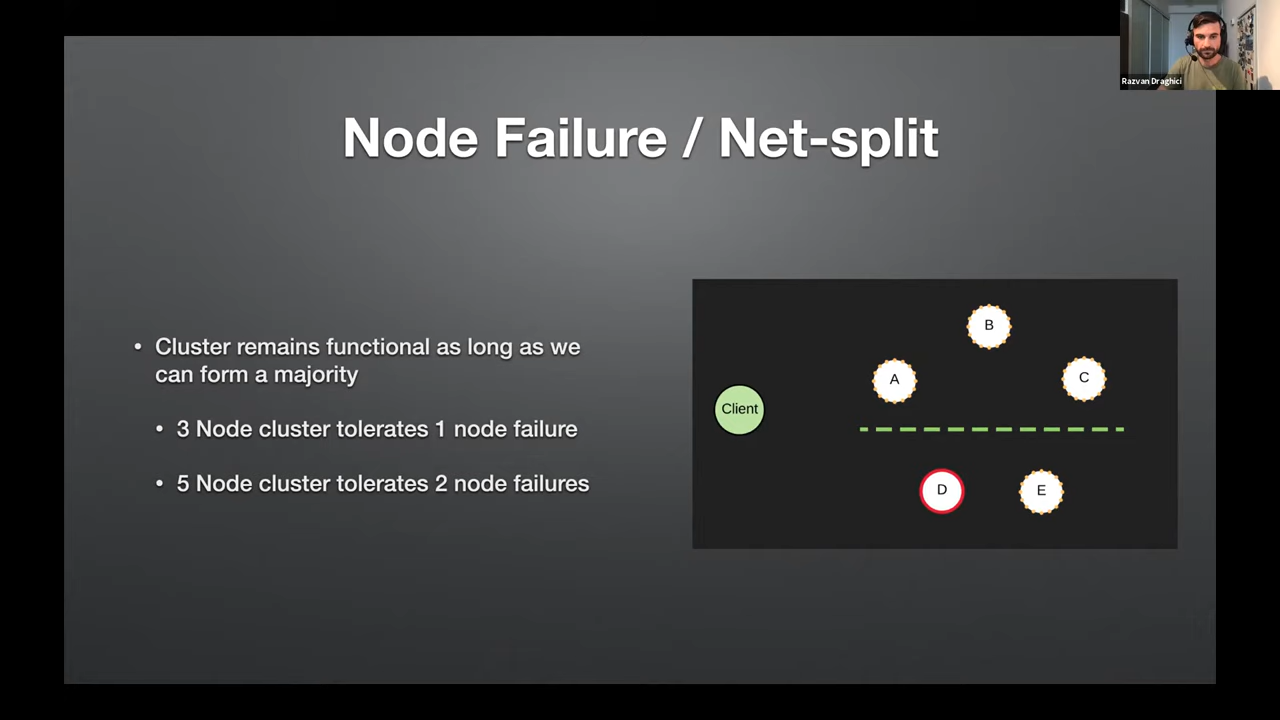 Razvan Draghici
Node Failure / Net-split
• Cluster remains functional as long as we
can form a majority
• 3 Node cluster tolerates 1 node failure
• 5 Node cluster tolerates 2 node failures
B
A
C
Client
D
E